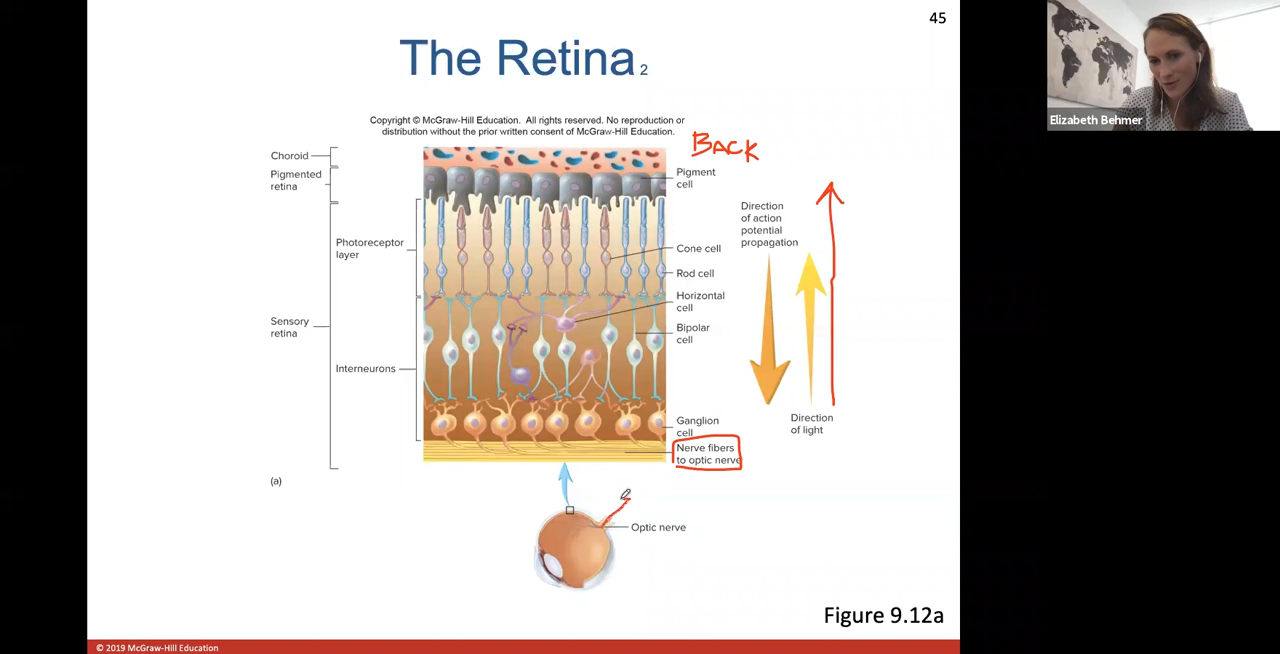 45
The Retina 2
Copyright © McGraw-Hill Education. All rights reserved. No reproduction or
distribution without the prior written consent of McGraw-Hill Education.
Elizabeth Behmer
BACK
Choroid
Pigmented
retina
Pigment
cell
Photoreceptor
layer
Cone cell
Rod cell
Horizontal
cell
Bipolar
cell
Sensory
retina
Interneurons
Ganglion
cell
Nerve fibers
to optic nerve
Direction
of action
potential
propagation
Direction
of light
(a)
Optic nerve
Figure 9.12a
© 2019 McGraw-Hill Education